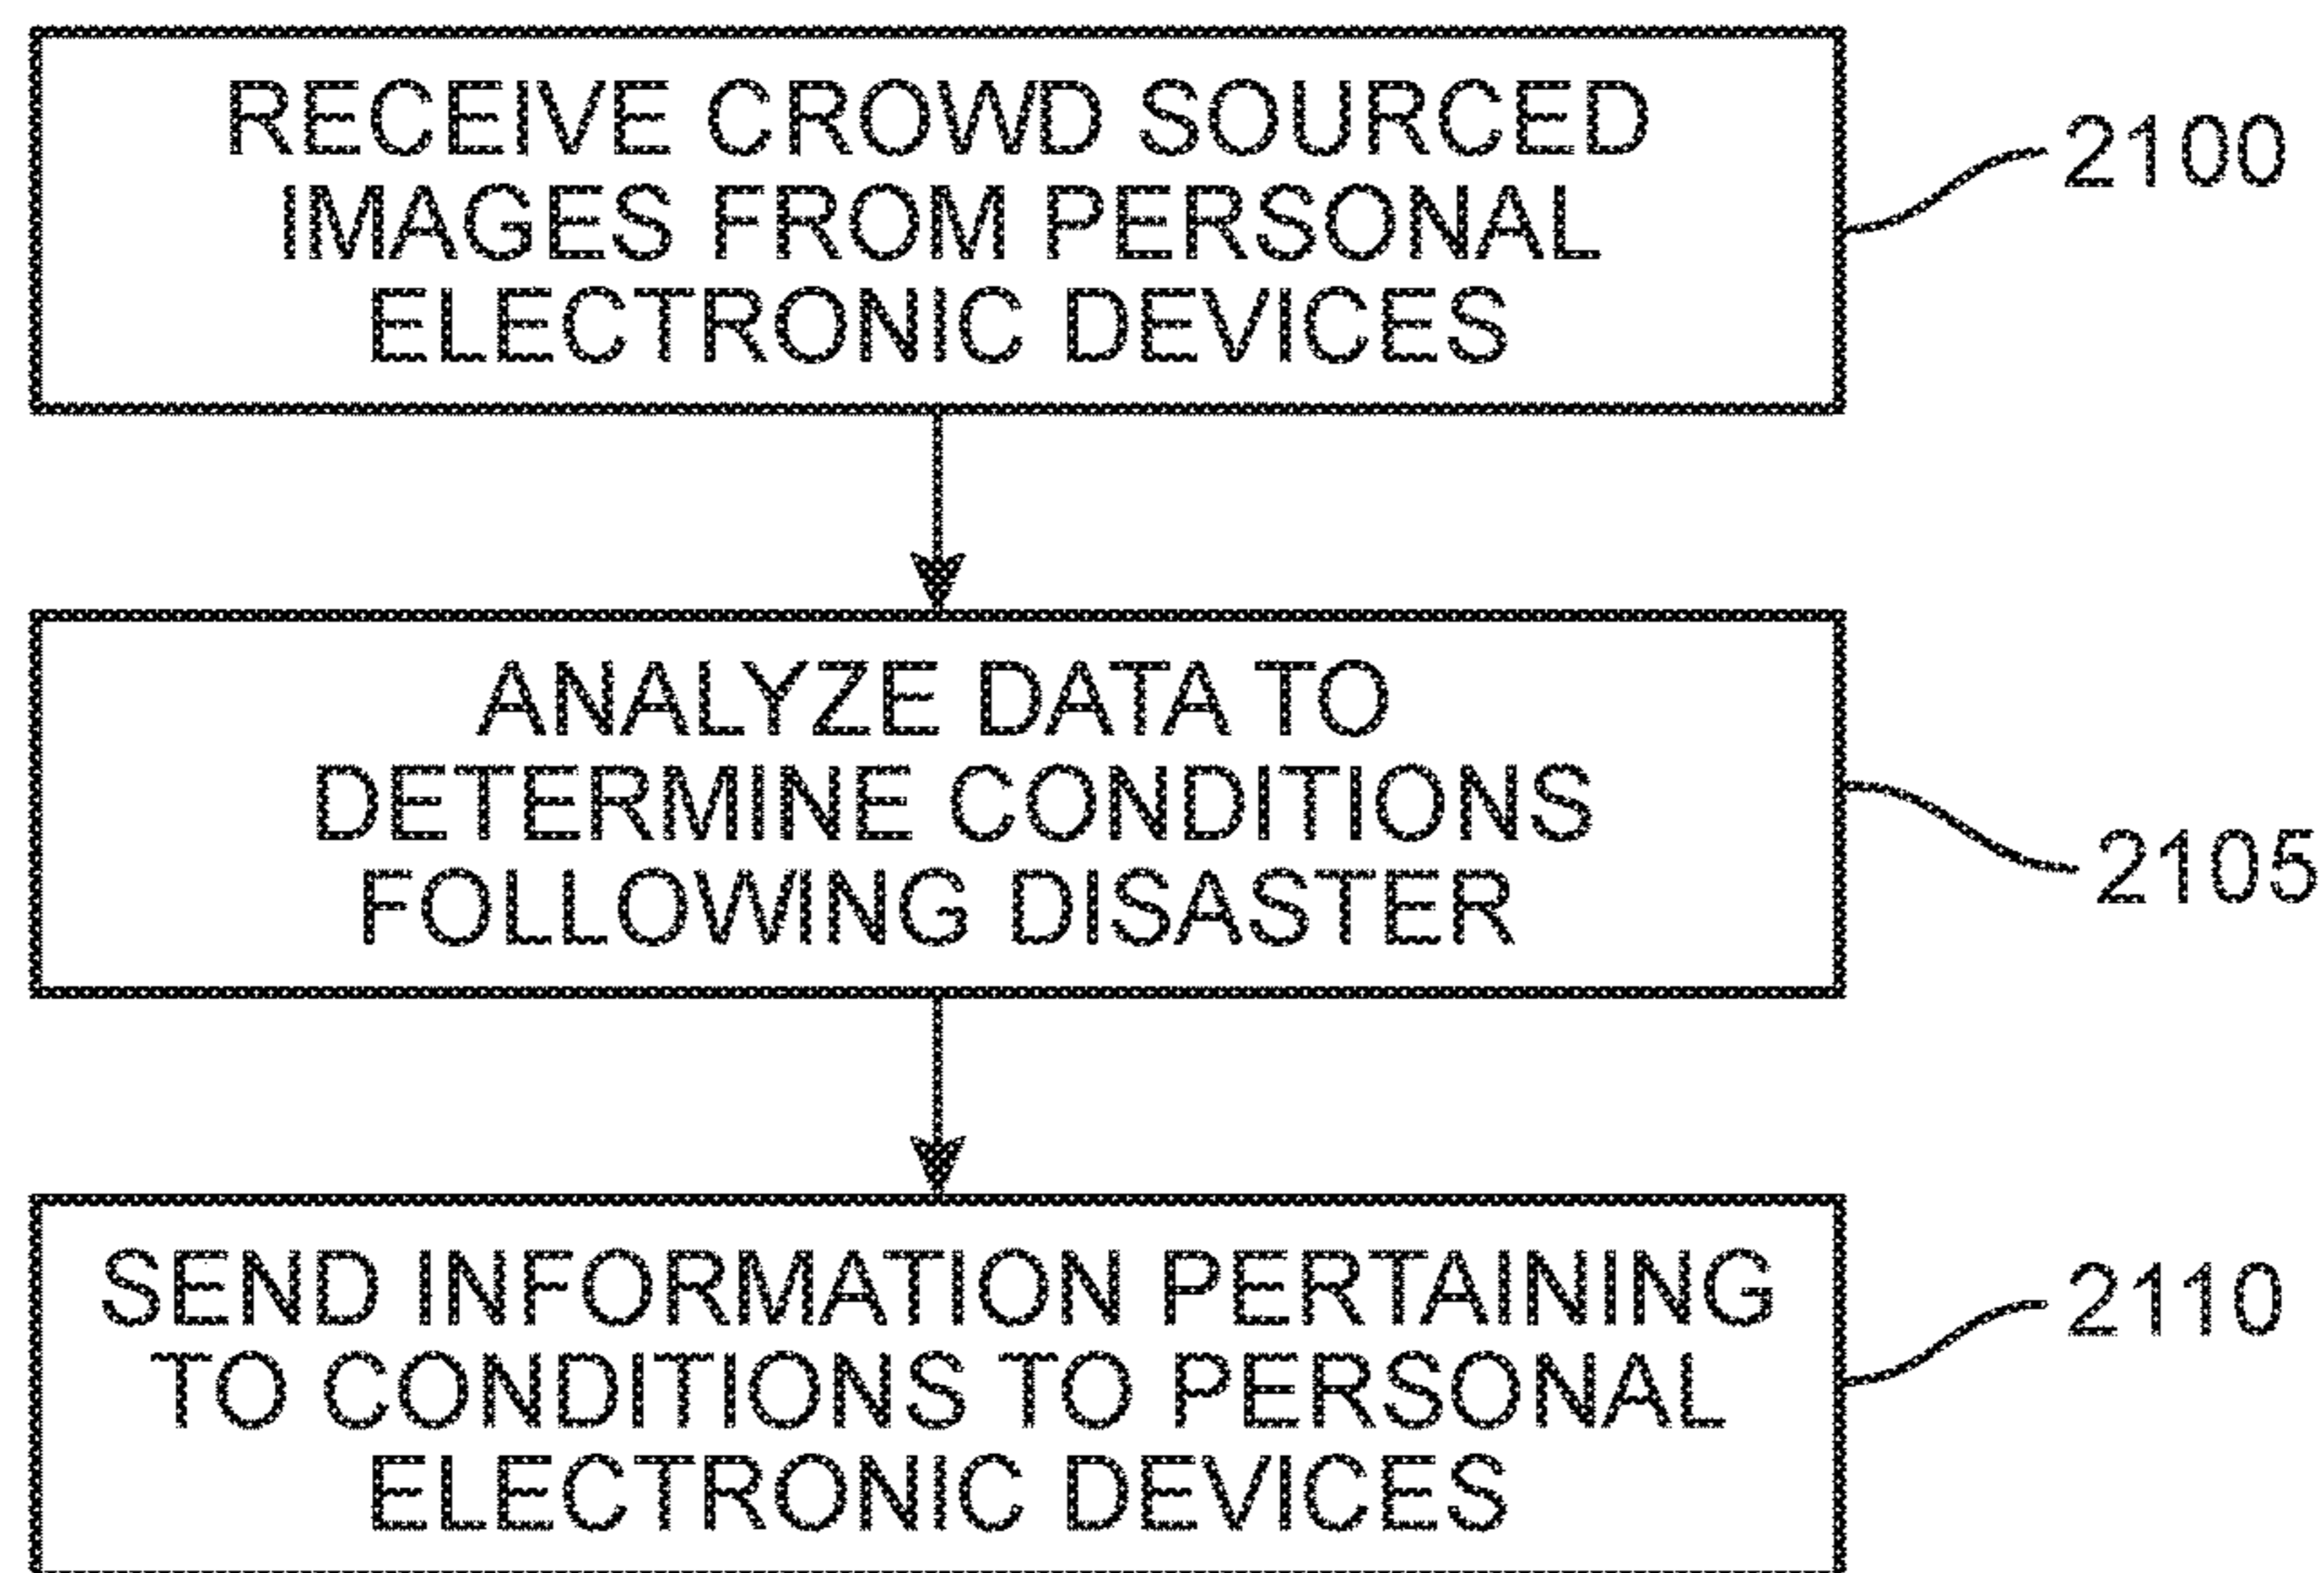 RECEIVE CROWD SOURCED
IMAGES FROM PERSONAL
ELECTRONIC DEVICES
2100
ANALYZE DATA TO
DETERMINE CONDITIONS
FOLLOWING DISASTER
2105
SEND INFORMATION PERTAINING
TO CONDITIONS TO PERSONAL
ELECTRONIC DEVICES
2110